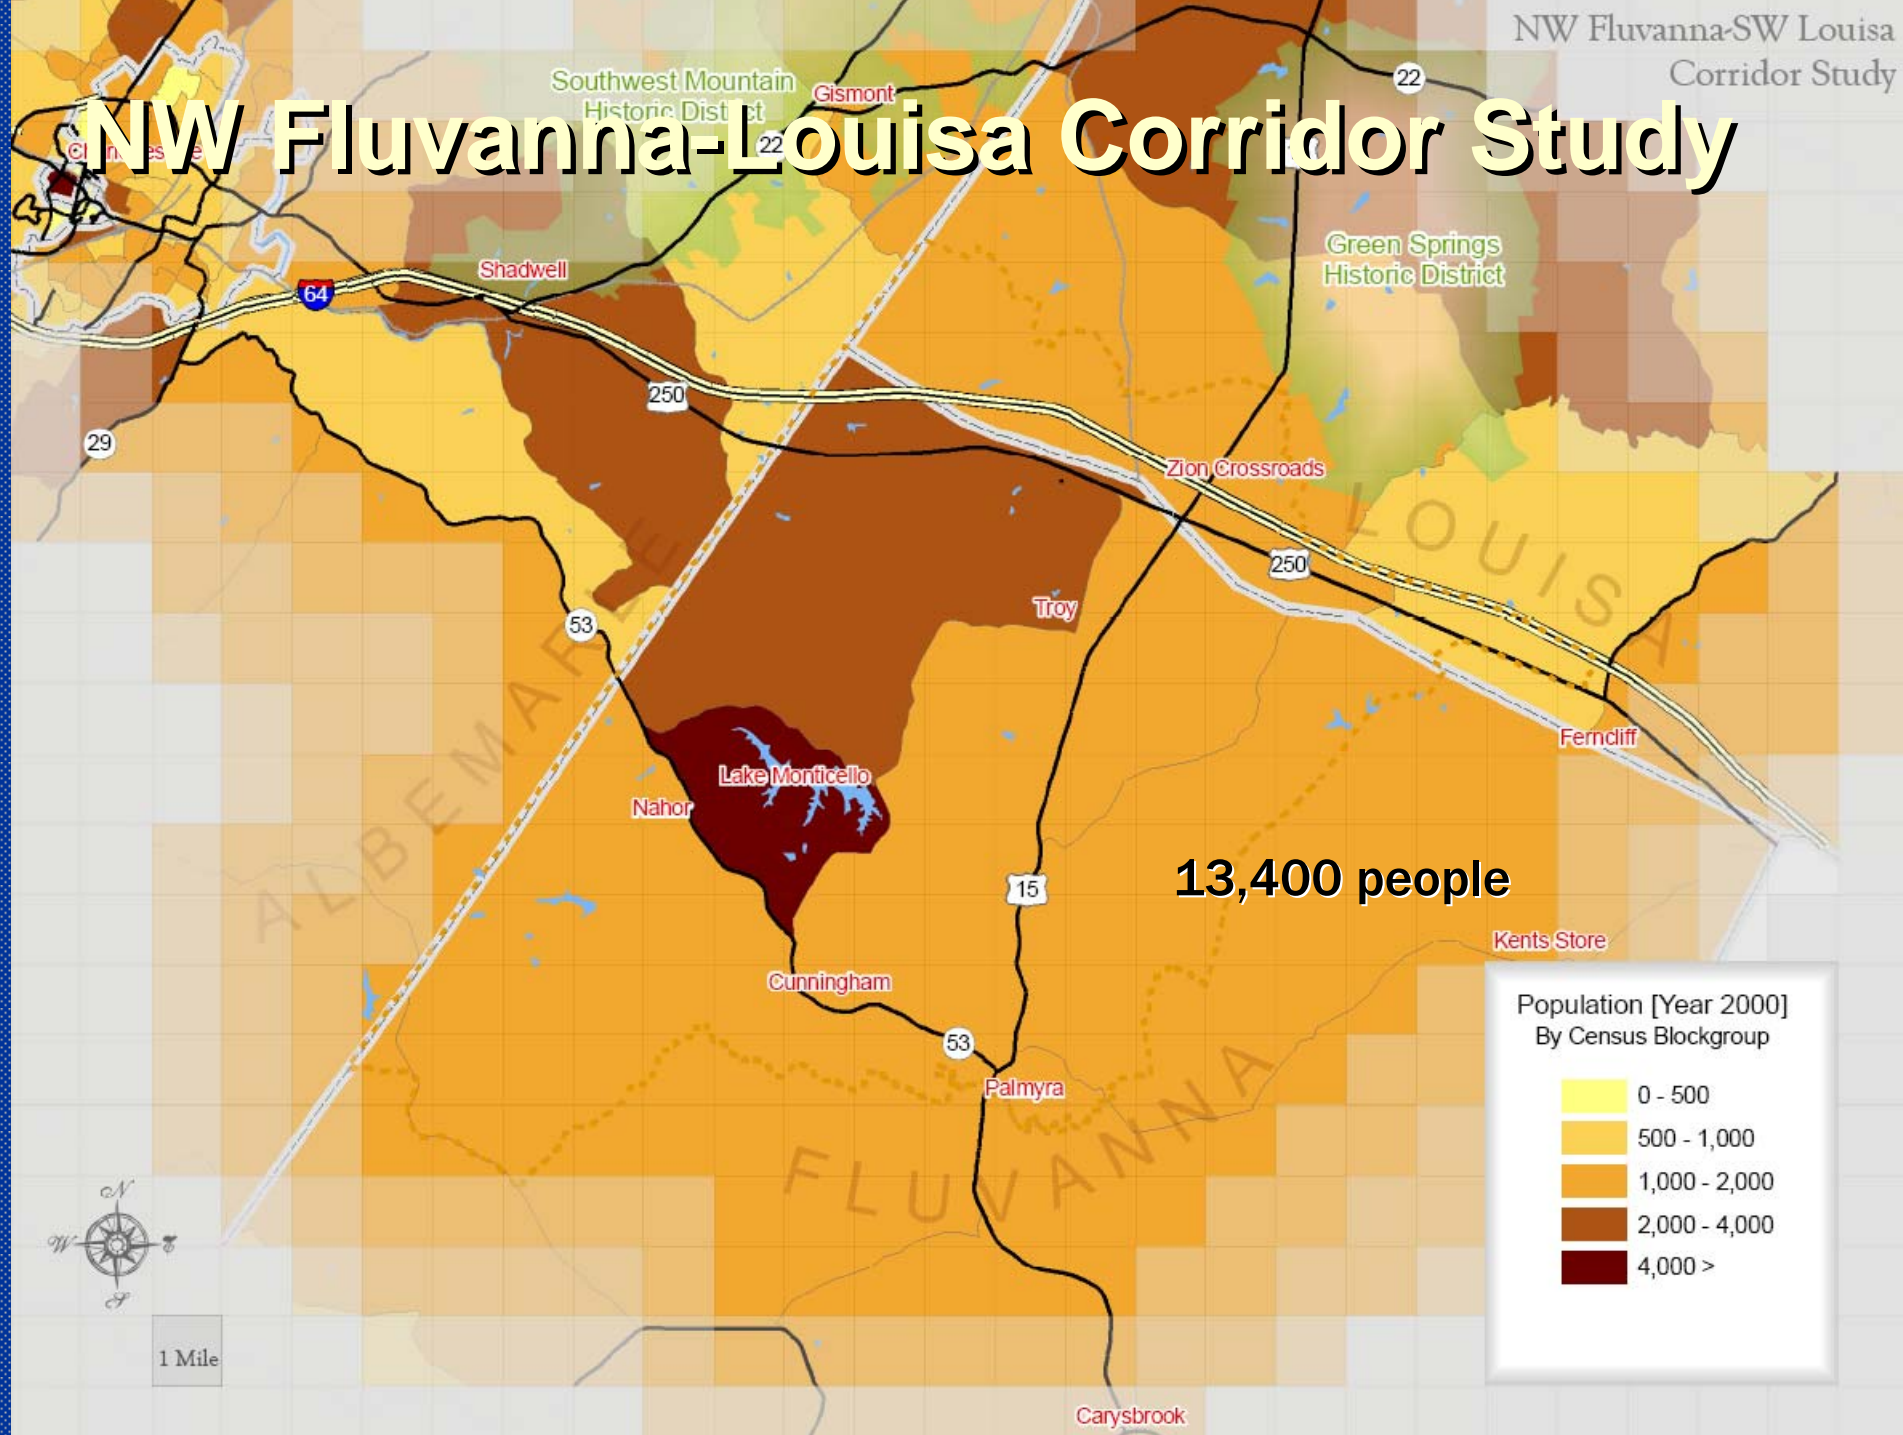 NW Fluvanna-SW Louisa
Corridor Study
NW Fluvanna-Louisa Corridor Study
Southwest Mountain
Historic District
Gismont
22
22
Green Springs
Historic District
Shadwell
64
250
29
Zion Crossroads
LOUISA
250
Troy
53
ALBEMARLE
Ferncliff
Lake Monticello
Nahor
13,400 people
15
Kents Store
Cunningham
53
Palmyra
FLUVANNA
Population [Year 2000]
By Census Blockgroup
0 - 500
500 - 1,000
1,000 - 2,000
2,000 - 4,000
4,000 >
N
W
E
S
1 Mile
Carysbrook